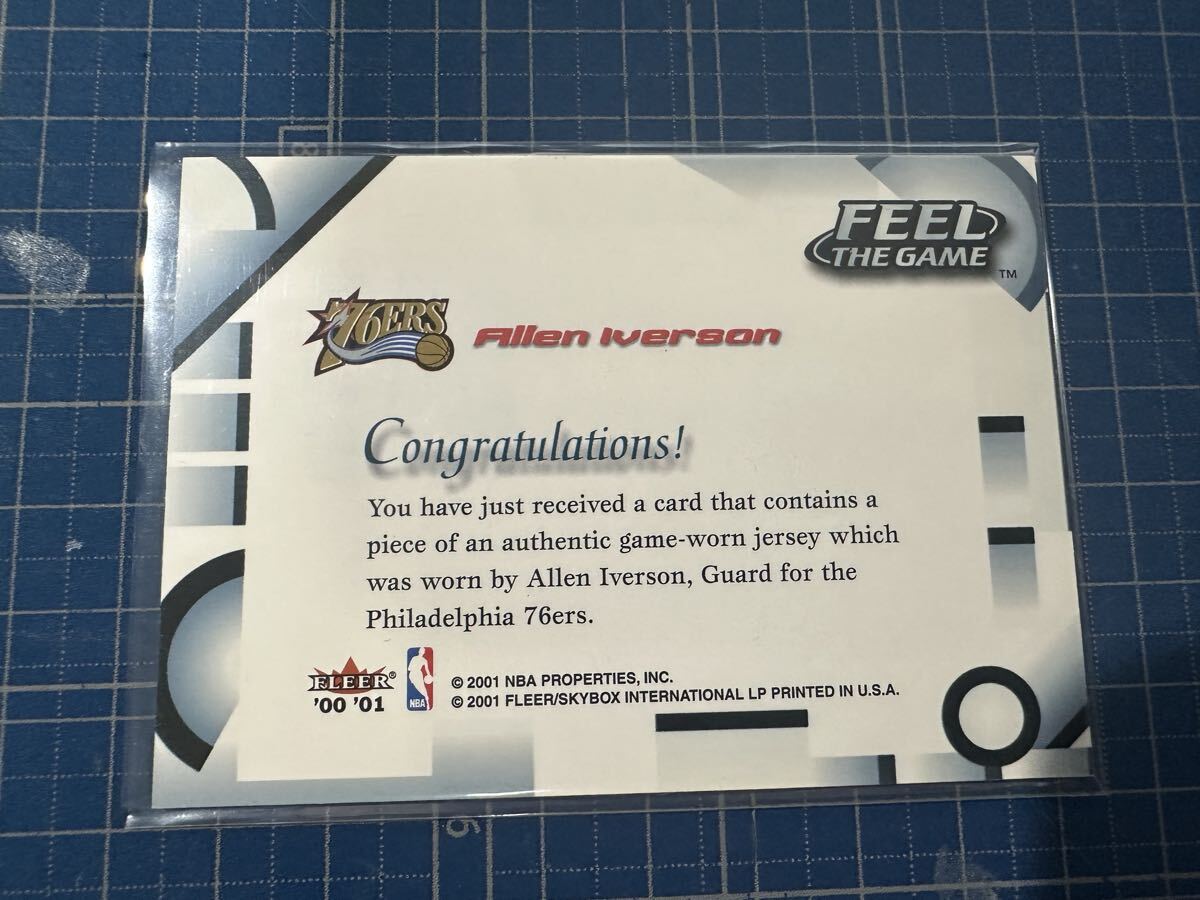 FEEL
THE GAME
TM
76ERS
Allen Iverson
Congratulations!
You have just received a card that contains a
piece of an authentic game-worn jersey which
was worn by Allen Iverson, Guard for the
Philadelphia 76ers.
FLEER®
'00 '01
NBA
© 2001 NBA PROPERTIES, INC.
© 2001 FLEER/SKYBOX INTERNATIONAL LP PRINTED IN U.S.A.